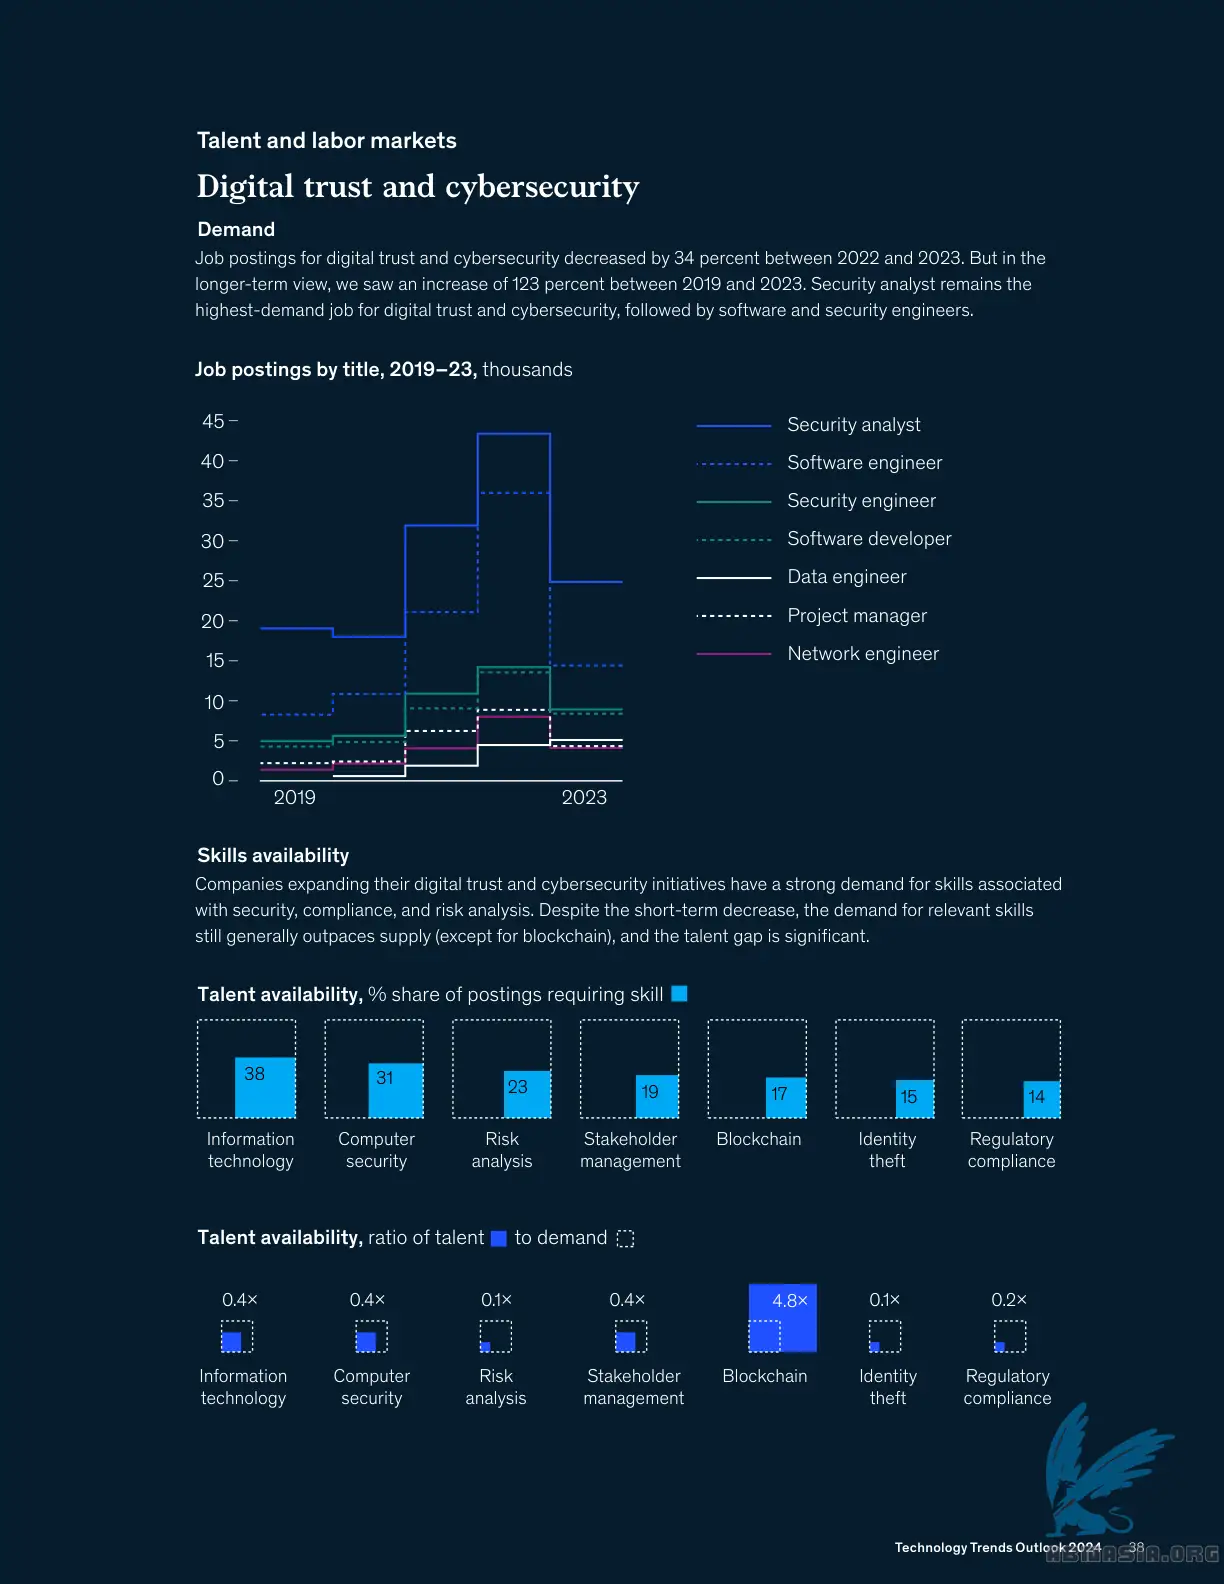 Talent and labor markets
Digital trust and cybersecurity
Demand
Job postings for digital trust and cybersecurity decreased by 34 percent between 2022 and 2023. But in the
longer-term view, we saw an increase of 123 percent between 2019 and 2023. Security analyst remains the
highest-demand job for digital trust and cybersecurity, followed by software and security engineers.
Job postings by title, 2019–23, thousands
45
40
35
30
25
20
15
10
5
0
2019 2023
Security analyst
Software engineer
Security engineer
Software developer
Data engineer
Project manager
Network engineer
Skills availability
Companies expanding their digital trust and cybersecurity initiatives have a strong demand for skills associated
with security, compliance, and risk analysis. Despite the short-term decrease, the demand for relevant skills
still generally outpaces supply (except for blockchain), and the talent gap is significant.
Talent availability, % share of postings requiring skill
38 31 23 19 17 15 14
Information Computer Risk Stakeholder Blockchain Identity Regulatory
technology security analysis management theft compliance
Talent availability, ratio of talent to demand
0.4× 0.4× 0.1× 0.4× 4.8× 0.1× 0.2×
Information Computer Risk Stakeholder Blockchain Identity Regulatory
technology security analysis management theft compliance
Technology Trends Outlook 2024 38
ABMASIA.ORG